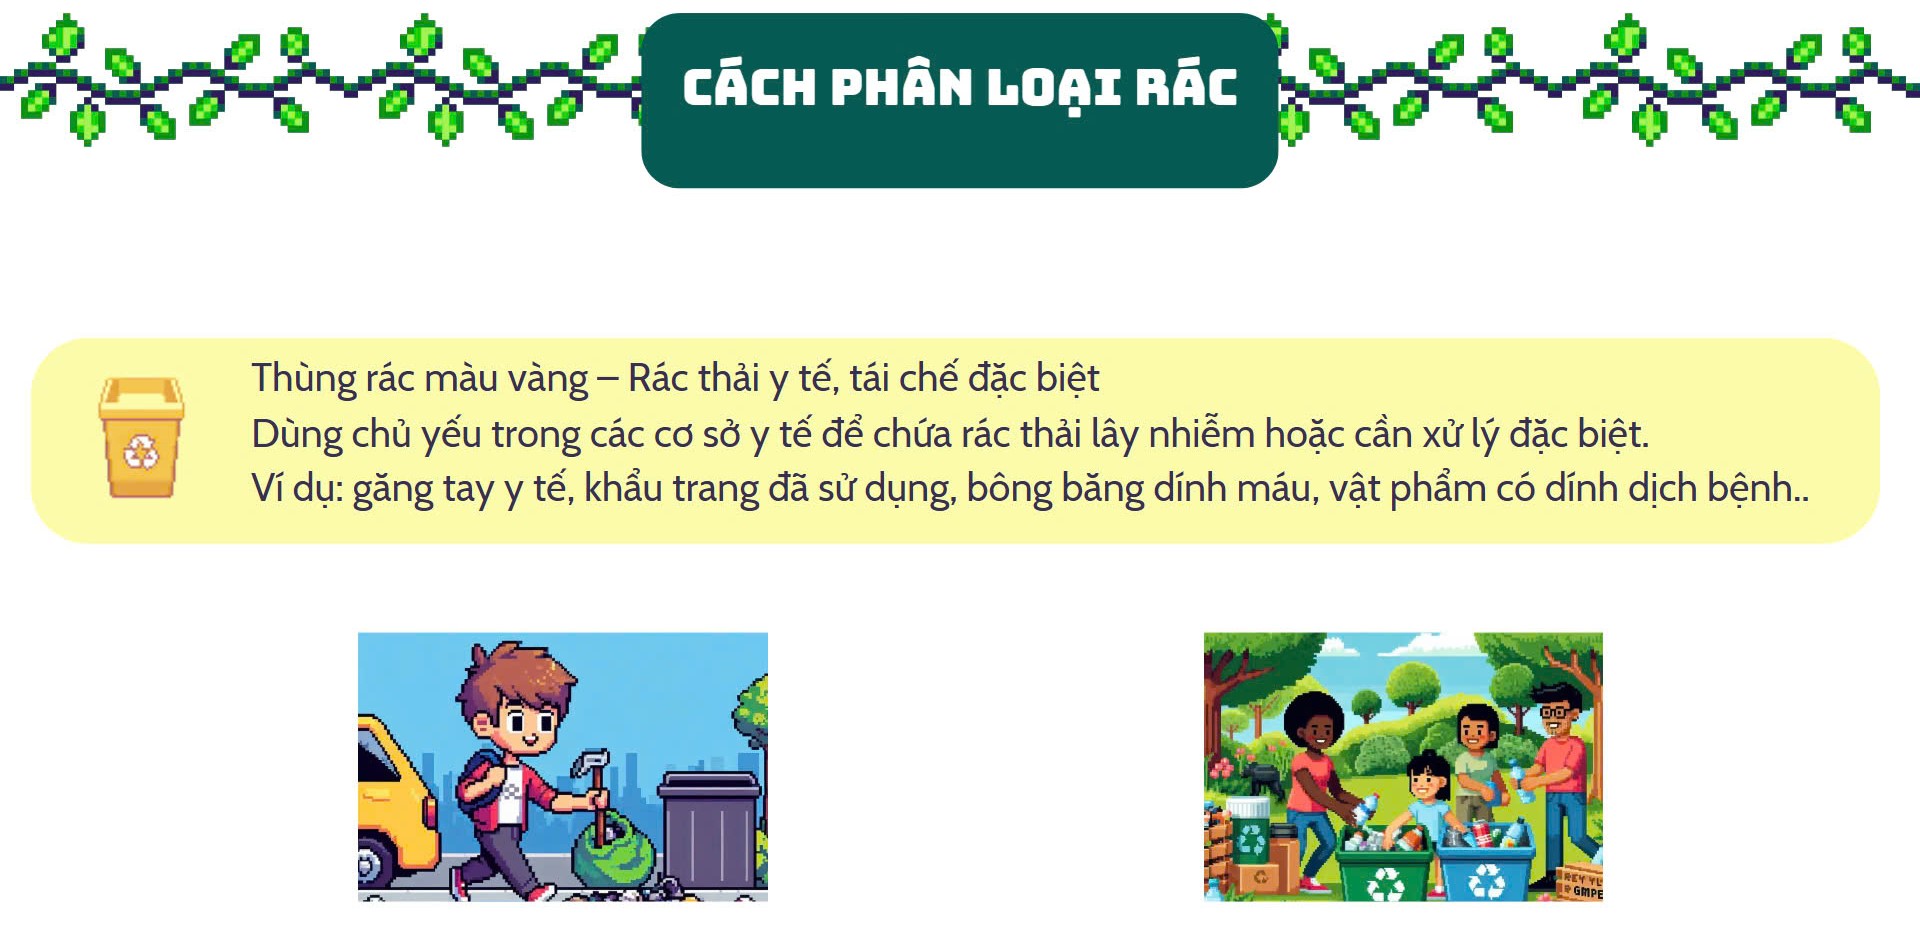 CÁCH PHÂN LOẠI RÁC
Thùng rác màu vàng – Rác thải y tế, tái chế đặc biệt
Dùng chủ yếu trong các cơ sở y tế để chứa rác thải lây nhiễm hoặc cần xử lý đặc biệt.
Ví dụ: găng tay y tế, khẩu trang đã sử dụng, bông băng dính máu, vật phẩm có dính dịch bệnh..